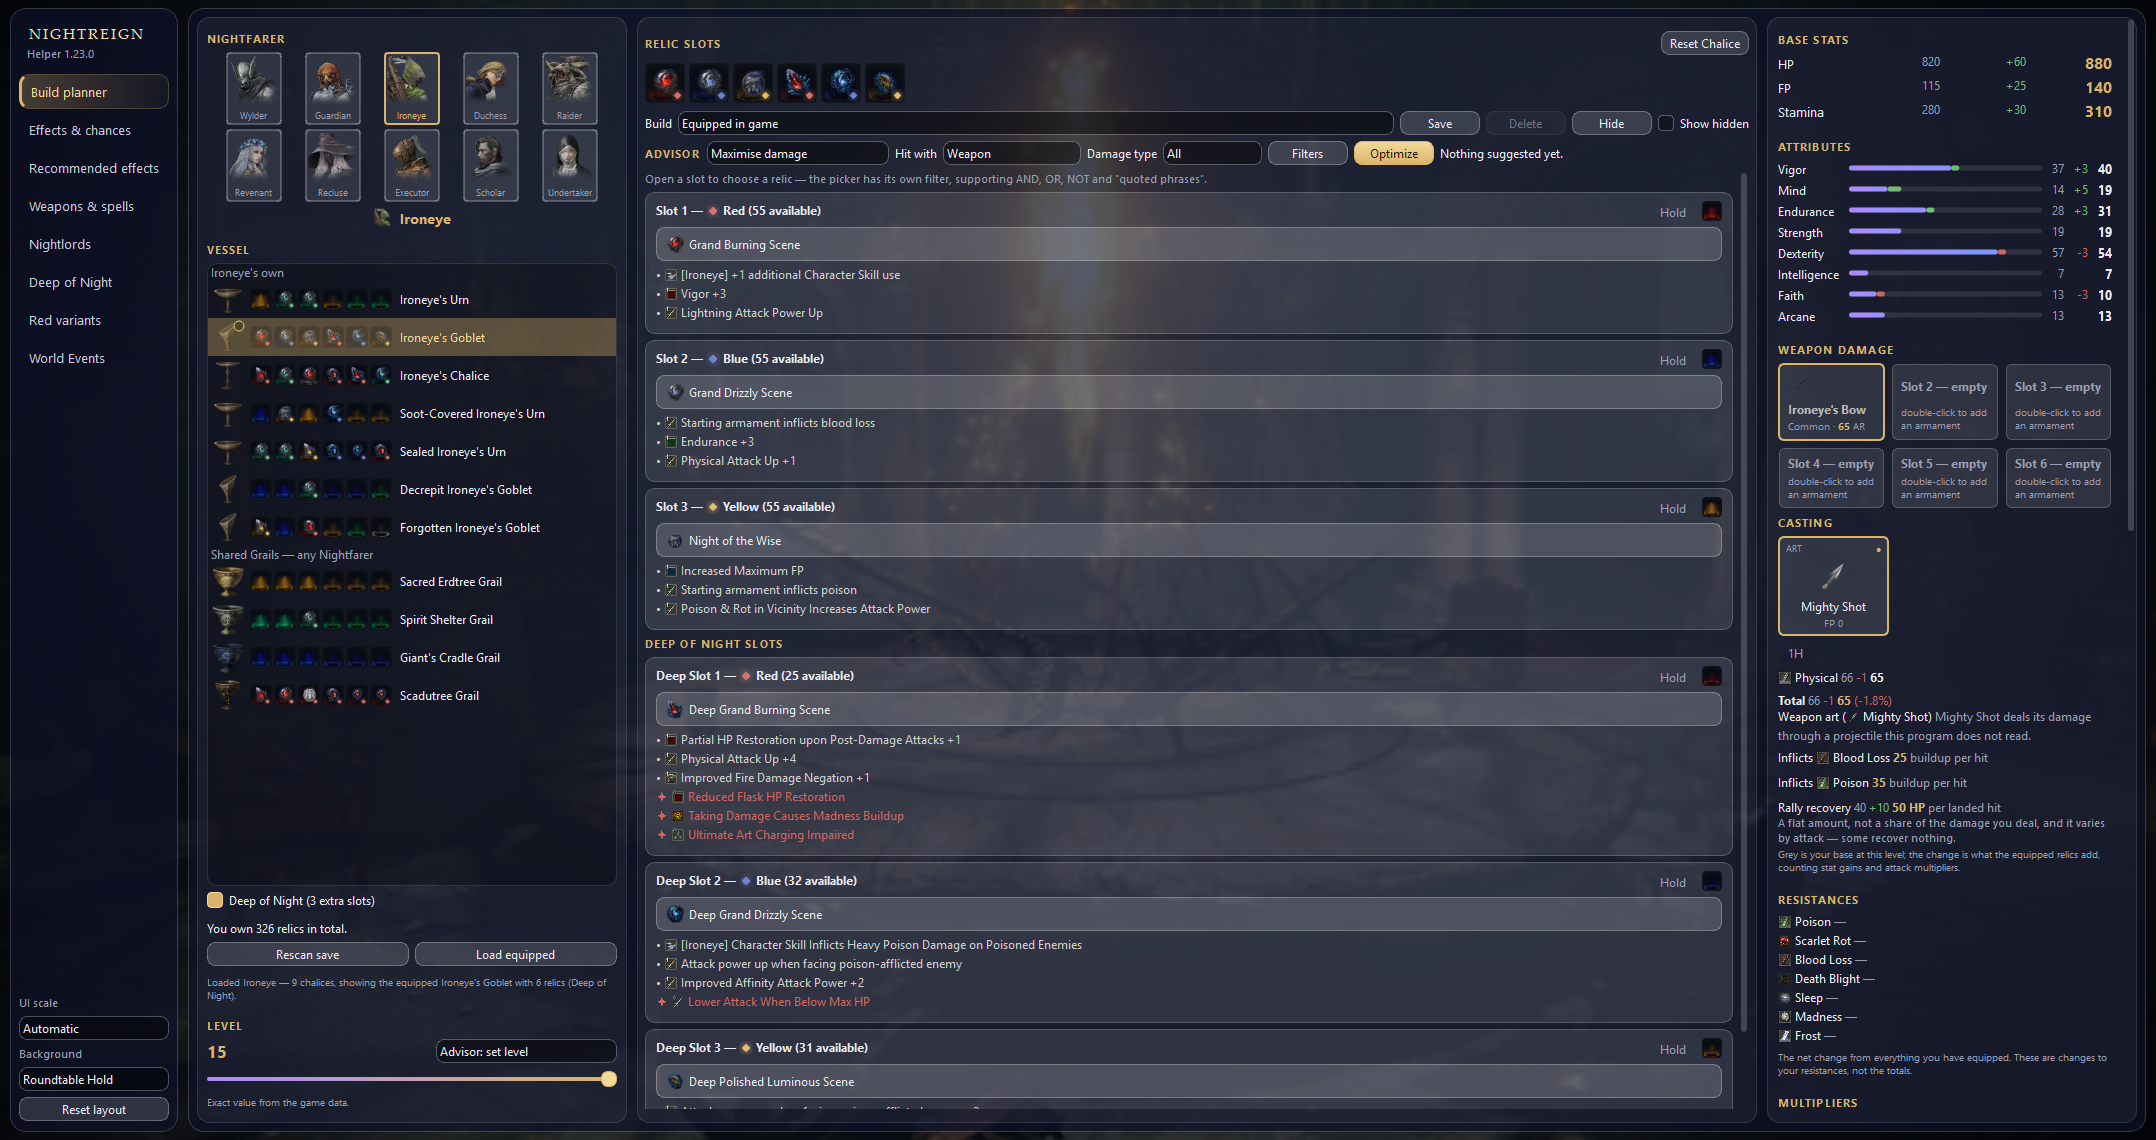 NIGHTREIGN
Helper 1.23.0
Build planner
Effects & chances
Recommended effects
Weapons & spells
Nightlords
Deep of Night
Red variants
World Events
UI scale
Automatic
Background
Roundtable Hold
Reset layout
NIGHTFARER
Wylder
Guardian
Ironeye
Duchess
Raider
Revenant
Recluse
Executor
Scholar
Undertaker
Ironeye
VESSEL
Ironeye's own
Ironeye's Urn
Ironeye's Goblet
Ironeye's Chalice
Soot-Covered Ironeye's Urn
Sealed Ironeye's Urn
Decrepit Ironeye's Goblet
Forgotten Ironeye's Goblet
Shared Grails — any Nightfarer
Sacred Erdtree Grail
Spirit Shelter Grail
Giant's Cradle Grail
Scadutree Grail
Deep of Night (3 extra slots)
You own 326 relics in total.
Rescan save
Load equipped
Loaded Ironeye — 9 chalices, showing the equipped Ironeye's Goblet with 6 relics (Deep of
Night).
LEVEL
15
Advisor: set level
Exact value from the game data.
RELIC SLOTS
Reset Chalice
Build
Equipped in game
Save
Delete
Hide
Show hidden
ADVISOR
Maximise damage
Hit with
Weapon
Damage type
All
Filters
Optimize
Nothing suggested yet.
Open a slot to choose a relic — the picker has its own filter, supporting AND, OR, NOT and "quoted phrases".
Slot 1 — Red (55 available)
Hold
Grand Burning Scene
• [Ironeye] +1 additional Character Skill use
• Vigor +3
• Lightning Attack Power Up
Slot 2 — Blue (55 available)
Hold
Grand Drizzly Scene
• Starting armament inflicts blood loss
• Endurance +3
• Physical Attack Up +1
Slot 3 — Yellow (55 available)
Hold
Night of the Wise
• Increased Maximum FP
• Starting armament inflicts poison
• Poison & Rot in Vicinity Increases Attack Power
DEEP OF NIGHT SLOTS
Deep Slot 1 — Red (25 available)
Hold
Deep Grand Burning Scene
• Partial HP Restoration upon Post-Damage Attacks +1
• Physical Attack Up +4
• Improved Fire Damage Negation +1
Reduced Flask HP Restoration
Taking Damage Causes Madness Buildup
Ultimate Art Charging Impaired
Deep Slot 2 — Blue (32 available)
Hold
Deep Grand Drizzly Scene
• [Ironeye] Character Skill Inflicts Heavy Poison Damage on Poisoned Enemies
• Attack power up when facing poison-afflicted enemy
• Improved Affinity Attack Power +2
Lower Attack When Below Max HP
Deep Slot 3 — Yellow (31 available)
Hold
Deep Polished Luminous Scene
BASE STATS
HP 820 +60 880
FP 115 +25 140
Stamina 280 +30 310
ATTRIBUTES
Vigor 37 +3 40
Mind 14 +5 19
Endurance 28 +3 31
Strength 19 19
Dexterity 57 -3 54
Intelligence 7 7
Faith 13 -3 10
Arcane 13 13
WEAPON DAMAGE
Ironeye's Bow
Common · 65 AR
Slot 2 — empty
double-click to add
an armament
Slot 3 — empty
double-click to add
an armament
Slot 4 — empty
double-click to add
an armament
Slot 5 — empty
double-click to add
an armament
Slot 6 — empty
double-click to add
an armament
CASTING
ART
Mighty Shot
FP 0
1H
Physical 66 -1 65
Total 66 -1 65 (-1.8%)
Weapon art ( Mighty Shot) Mighty Shot deals its damage
through a projectile this program does not read.
Inflicts Blood Loss 25 buildup per hit
Inflicts Poison 35 buildup per hit
Rally recovery 40 +10 50 HP per landed hit
A flat amount, not a share of the damage you deal, and it varies
by attack — some recover nothing.
Grey is your base at this level; the change is what the equipped relics add,
counting stat gains and attack multipliers.
RESISTANCES
Poison —
Scarlet Rot —
Blood Loss —
Death Blight —
Sleep —
Madness —
Frost —
The net change from everything you have equipped. These are changes to
your resistances, not the totals.
MULTIPLIERS